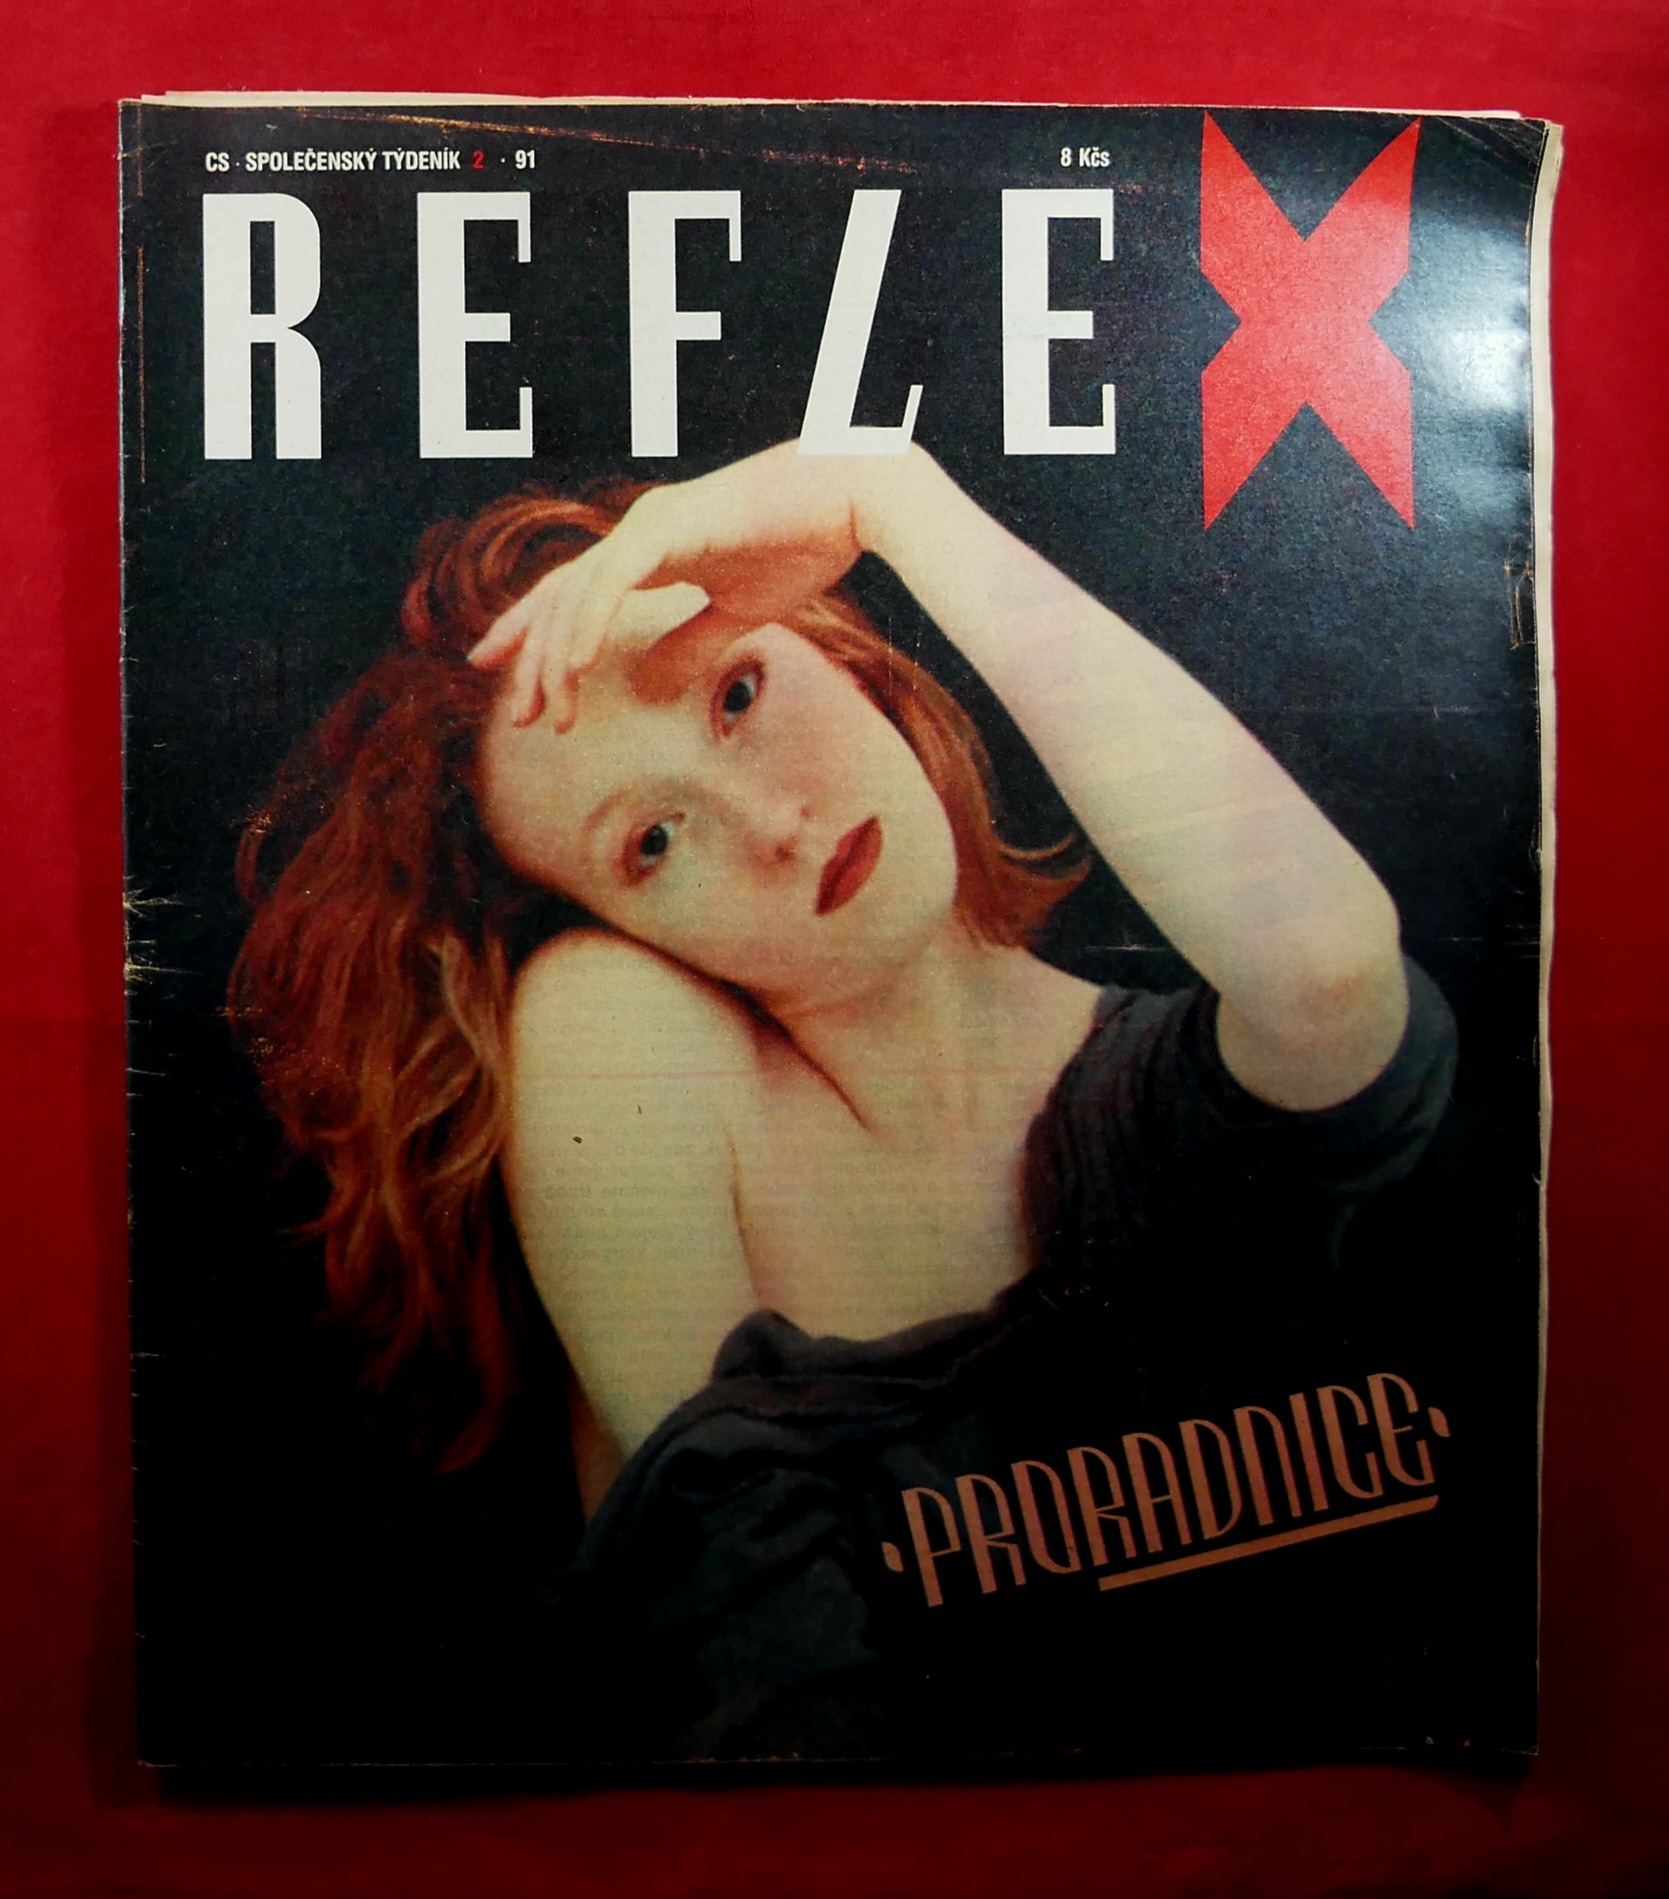 CS · SPOLEČENSKÝ TÝDENÍK 2 · 91
8 Kčs
REFLEX
·PRORADNICE·